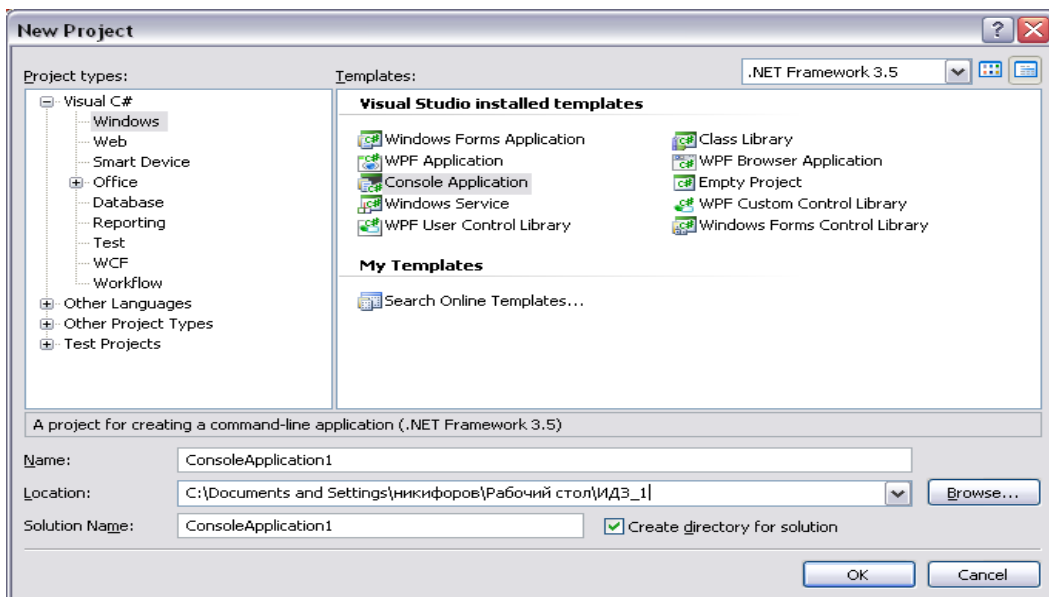 New Project
Project types:
Templates:
.NET Framework 3.5
Visual C#
Windows
Web
Smart Device
Office
Database
Reporting
Test
WCF
Workflow
Other Languages
Other Project Types
Test Projects
Visual Studio installed templates
Windows Forms Application
Class Library
WPF Application
WPF Browser Application
Console Application
Empty Project
Windows Service
WPF Custom Control Library
WPF User Control Library
Windows Forms Control Library
My Templates
Search Online Templates...
A project for creating a command-line application (.NET Framework 3.5)
Name:
ConsoleApplication1
Location:
C:\Documents and Settings\никифоров\Рабочий стол\ИДЗ_1
Browse...
Solution Name:
ConsoleApplication1
Create directory for solution
OK
Cancel